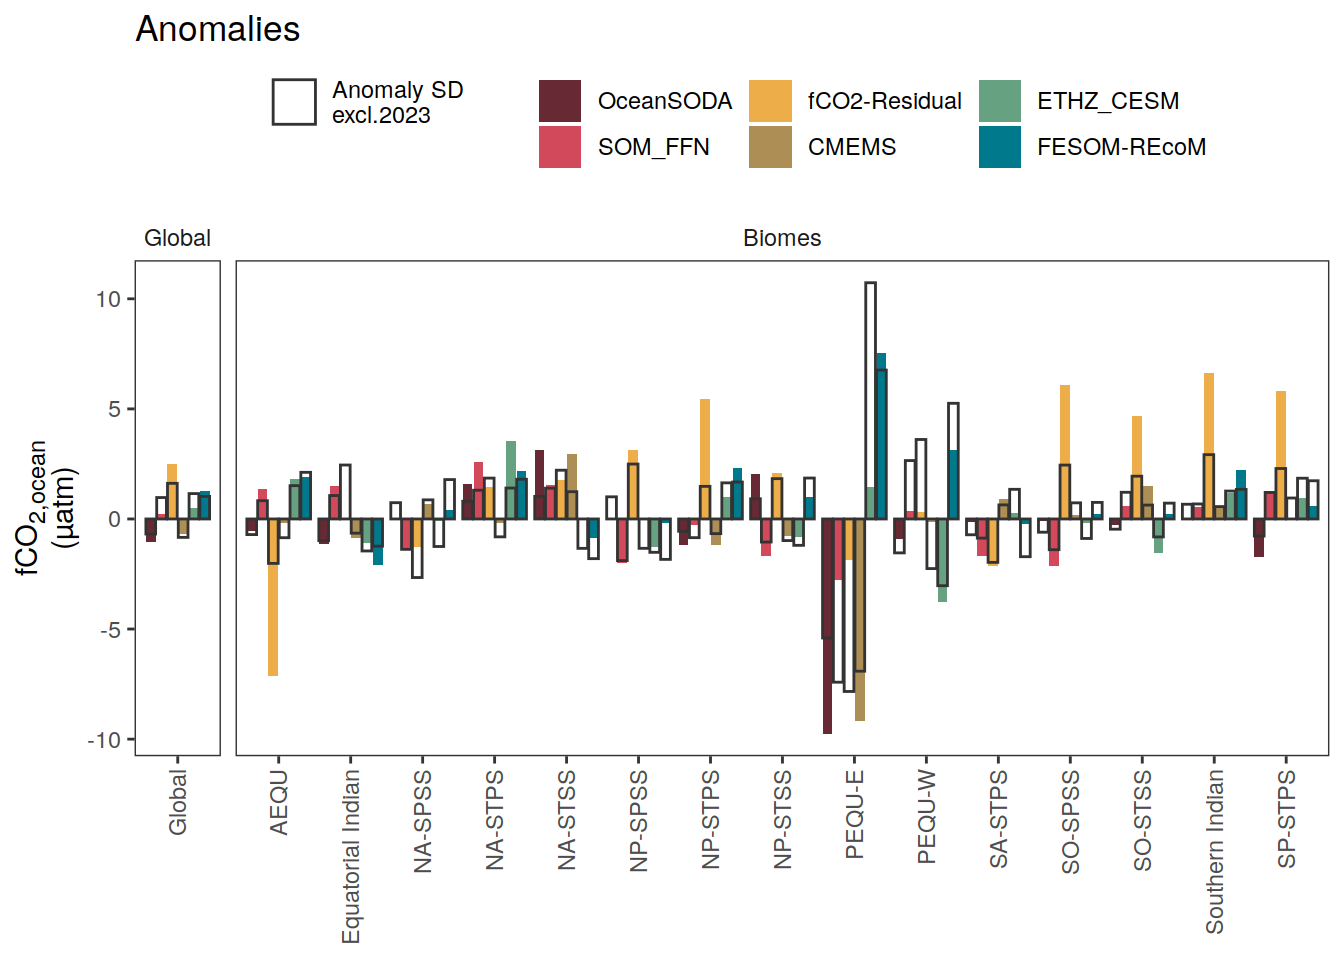 Anomalies
Anomaly SD
excl.2023
OceanSODA
fCO2-Residual
ETHZ_CESM
SOM_FFN
CMEMS
FESOM-REcoM
Global
Biomes
fCO2,ocean
(µatm)
10
5
0
-5
-10
Global
AEQU
Equatorial Indian
NA-SPSS
NA-STPS
NA-STSS
NP-SPSS
NP-STPS
NP-STSS
PEQU-E
PEQU-W
SA-STPS
SO-SPSS
SO-STSS
Southern Indian
SP-STPS